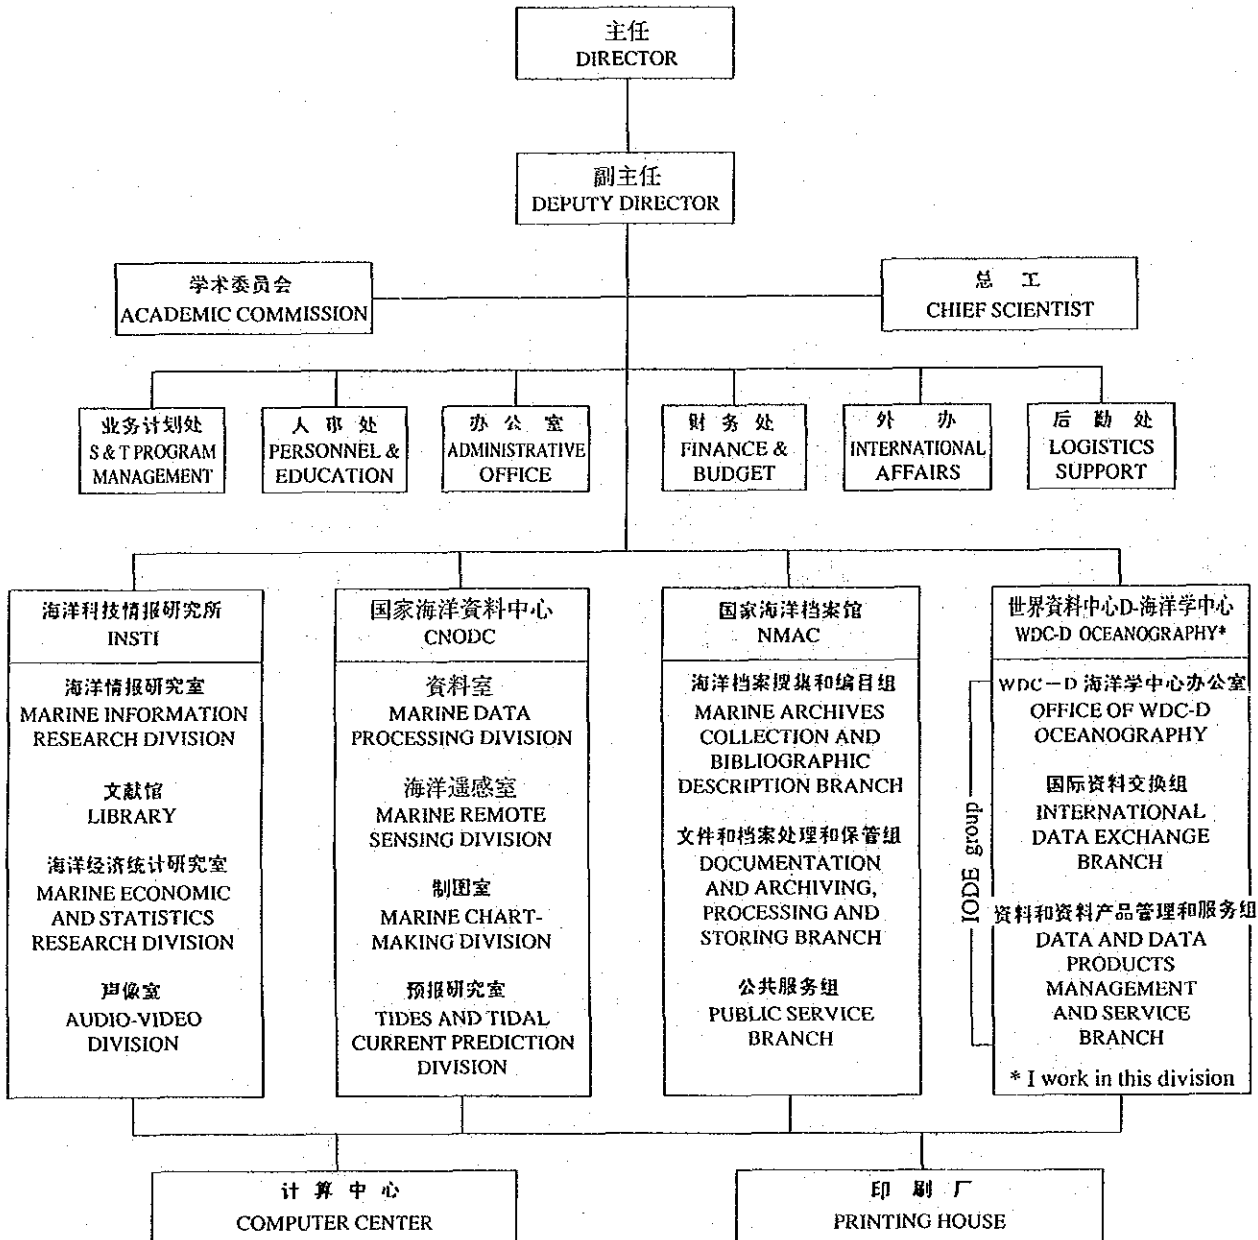 主任
DIRECTOR
副主任
DEPUTY DIRECTOR
学术委员会
ACADEMIC COMMISSION
总 工
CHIEF SCIENTIST
业务计划处
S & T PROGRAM
MANAGEMENT
人事处
PERSONNEL &
EDUCATION
办公室
ADMINISTRATIVE
OFFICE
财务处
FINANCE &
BUDGET
外 办
INTERNATIONAL
AFFAIRS
后勤处
LOGISTICS
SUPPORT
海洋科技情报研究所
INSTI
海洋情报研究室
MARINE INFORMATION
RESEARCH DIVISION
文献馆
LIBRARY
海洋经济统计研究室
MARINE ECONOMIC
AND STATISTICS
RESEARCH DIVISION
声像室
AUDIO-VIDEO
DIVISION
国家海洋資料中心
CNODC
資料室
MARINE DATA
PROCESSING DIVISION
海洋遥感室
MARINE REMOTE
SENSING DIVISION
制图室
MARINE CHART-
MAKING DIVISION
预报研究室
TIDES AND TIDAL
CURRENT PREDICTION
DIVISION
国家海洋档案馆
NMAC
海洋档案搜集和编目组
MARINE ARCHIVES
COLLECTION AND
BIBLIOGRAPHIC
DESCRIPTION BRANCH
文件和档案处理和保管组
DOCUMENTATION
AND ARCHIVING,
PROCESSING AND
STORING BRANCH
公共服务组
PUBLIC SERVICE
BRANCH
世界資料中心D-海洋学中心
WDC-D OCEANOGRAPHY*
WDC－D 海洋学中心办公室
OFFICE OF WDC-D
OCEANOGRAPHY
国际资料交换组
INTERNATIONAL
DATA EXCHANGE
BRANCH
资料和资料产品管理和服务组
DATA AND DATA
PRODUCTS
MANAGEMENT
AND SERVICE
BRANCH
* I work in this division
IODE group
计算中心
COMPUTER CENTER
印刷厂
PRINTING HOUSE